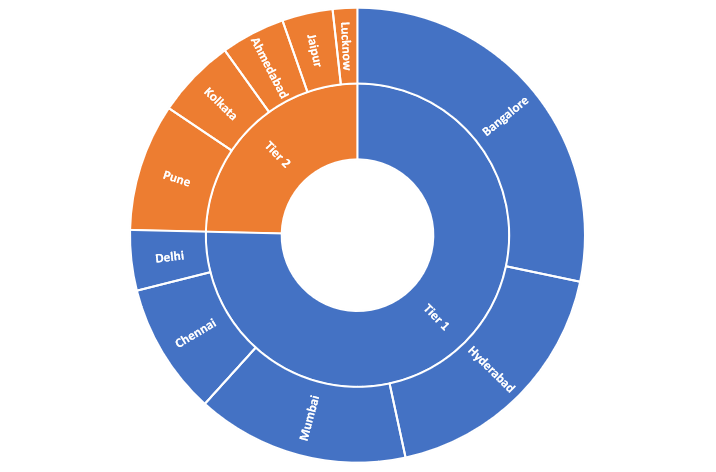 Bangalore
Hyderabad
Mumbai
Chennai
Delhi
Pune
Kolkata
Ahmedabad
Jaipur
Lucknow
Tier 1
Tier 2